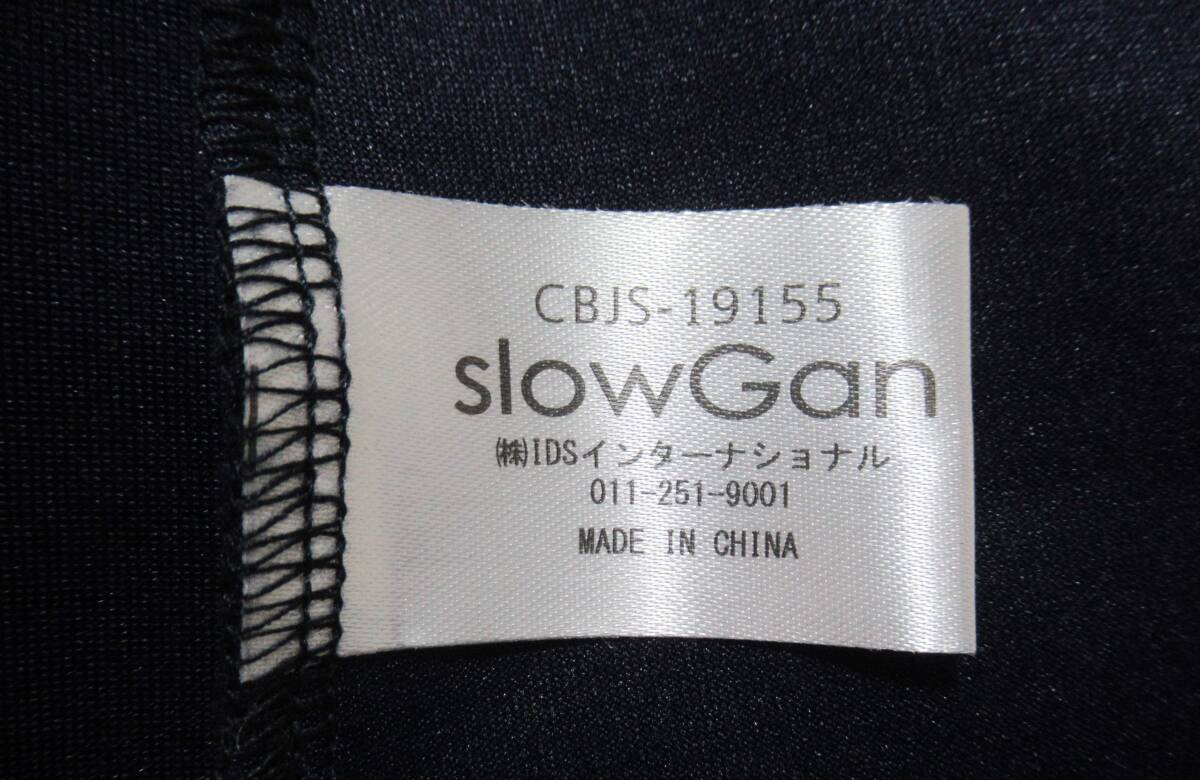 CBJS-19155
slowGan
㈱IDSインターナショナル
011-251-9001
MADE IN CHINA